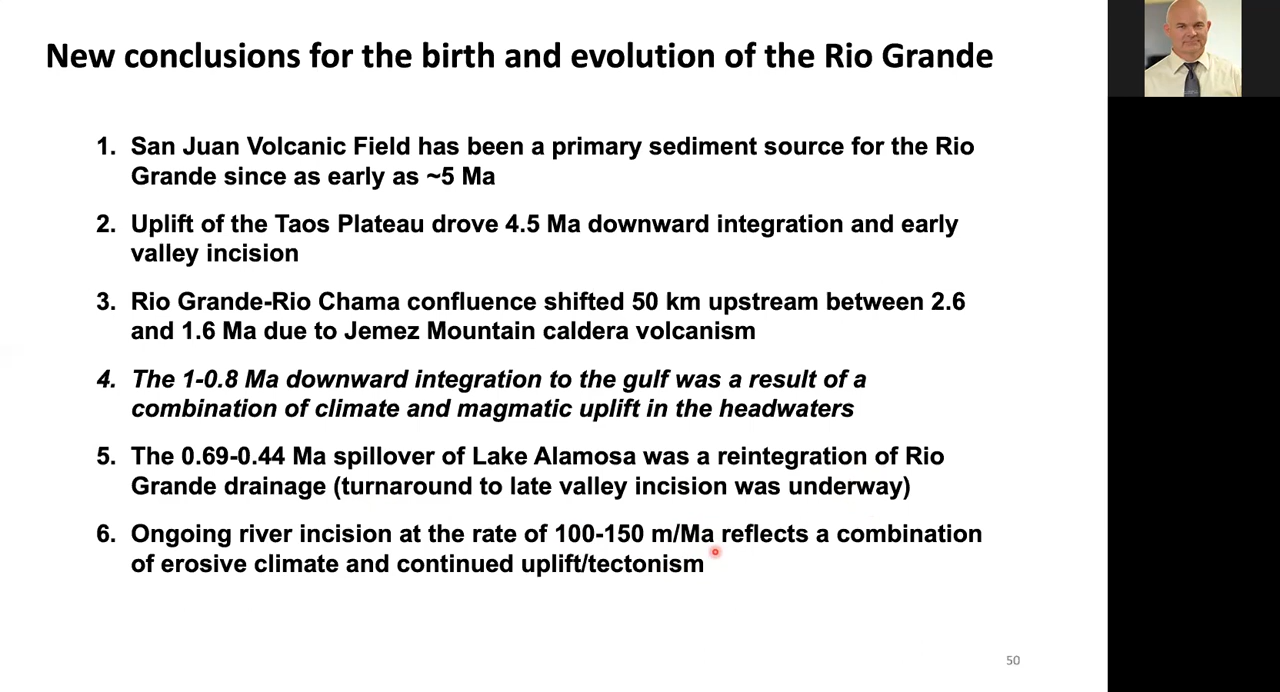 New conclusions for the birth and evolution of the Rio Grande
1. San Juan Volcanic Field has been a primary sediment source for the Rio
Grande since as early as ~5 Ma
2. Uplift of the Taos Plateau drove 4.5 Ma downward integration and early
valley incision
3. Rio Grande-Rio Chama confluence shifted 50 km upstream between 2.6
and 1.6 Ma due to Jemez Mountain caldera volcanism
4. The 1-0.8 Ma downward integration to the gulf was a result of a
combination of climate and magmatic uplift in the headwaters
5. The 0.69-0.44 Ma spillover of Lake Alamosa was a reintegration of Rio
Grande drainage (turnaround to late valley incision was underway)
6. Ongoing river incision at the rate of 100-150 m/Ma reflects a combination
of erosive climate and continued uplift/tectonism
50